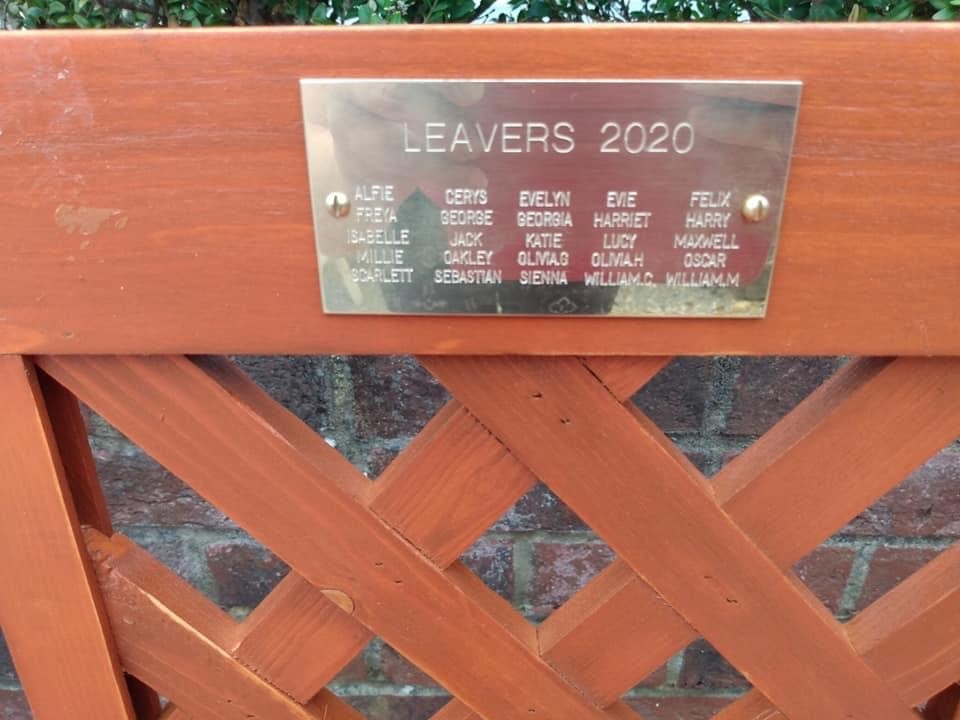 LEAVERS 2020
ALFIE CERYS EVELYN EVIE FELIX
FREYA GEORGE GEORGIA HARRIET HARRY
ISABELLE JACK KATIE LUCY MAXWELL
MILLIE OAKLEY OLIVIA.G OLIVIA.H OSCAR
SCARLETT SEBASTIAN SIENNA WILLIAM.C. WILLIAM.M